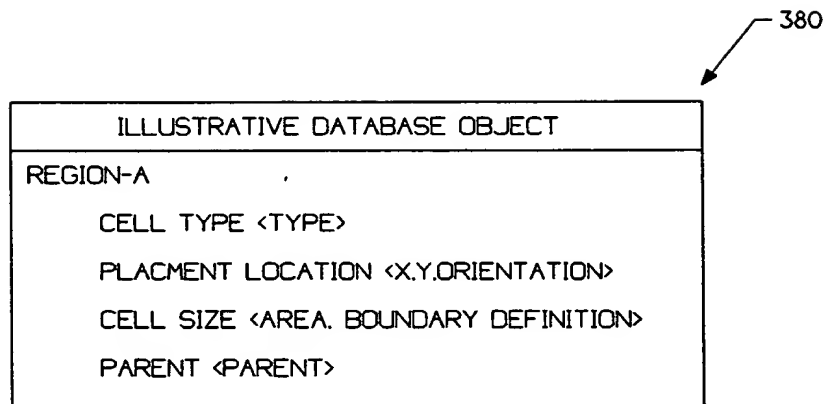 380
ILLUSTRATIVE DATABASE OBJECT
REGION-A
CELL TYPE <TYPE>
PLACMENT LOCATION <X.Y.ORIENTATION>
CELL SIZE <AREA. BOUNDARY DEFINITION>
PARENT <PARENT>